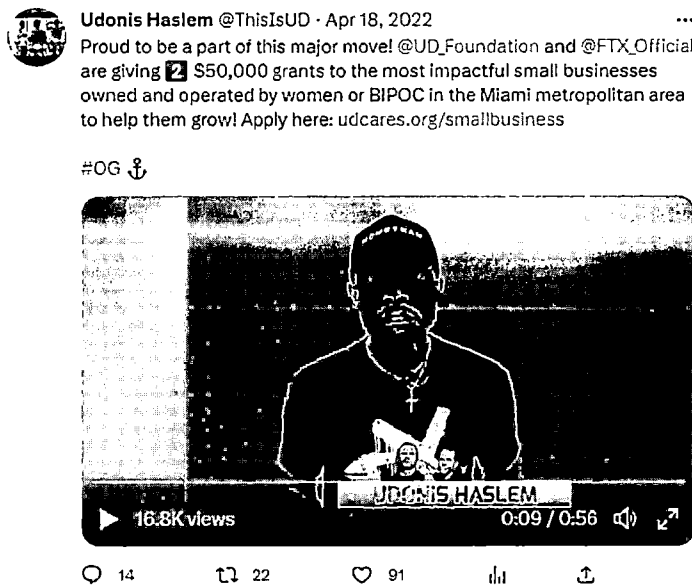 Udonis Haslem @ThisIsUD · Apr 18, 2022
Proud to be a part of this major move! @UD_Foundation and @FTX_Official
are giving 2️⃣ $50,000 grants to the most impactful small businesses
owned and operated by women or BIPOC in the Miami metropolitan area
to help them grow! Apply here: udcares.org/smallbusiness
#OG ⚓
UDONIS HASLEM
16.8K views
0:09 / 0:56
14 22 91